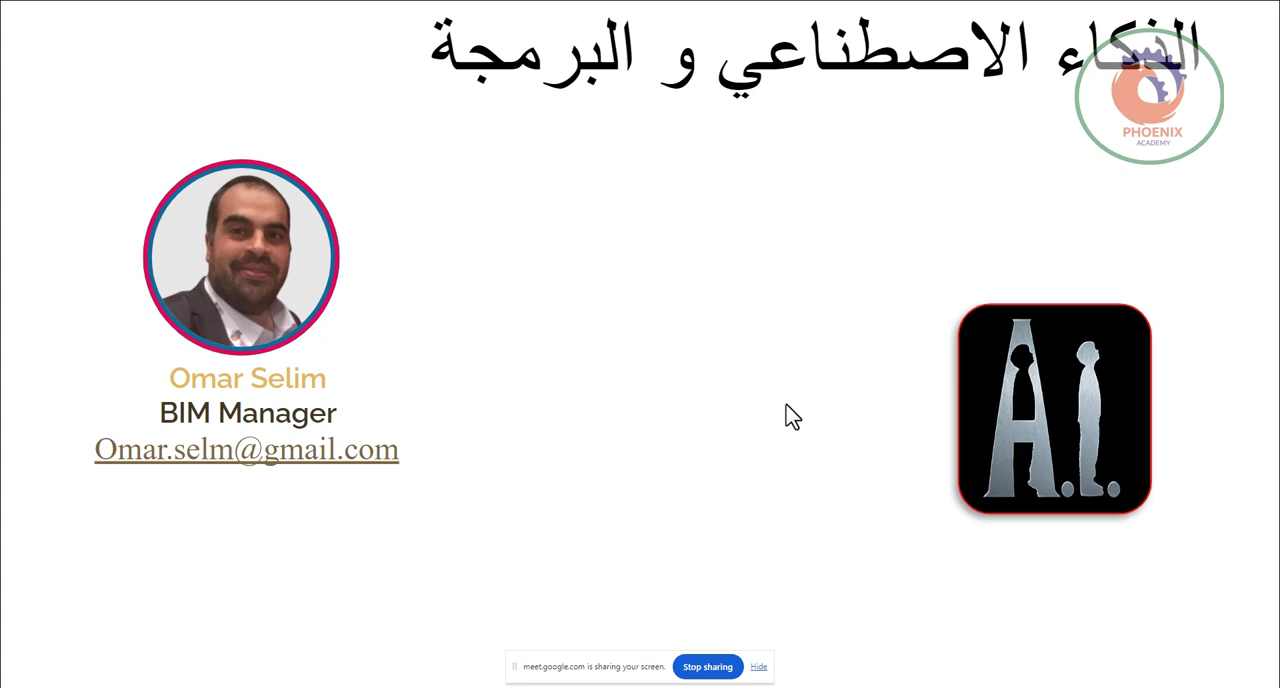 الذكاء الاصطناعي و البرمجة
PHOENIX
ACADEMY
Omar Selim
BIM Manager
Omar.selm@gmail.com
A.I.
meet.google.com is sharing your screen. Stop sharing Hide